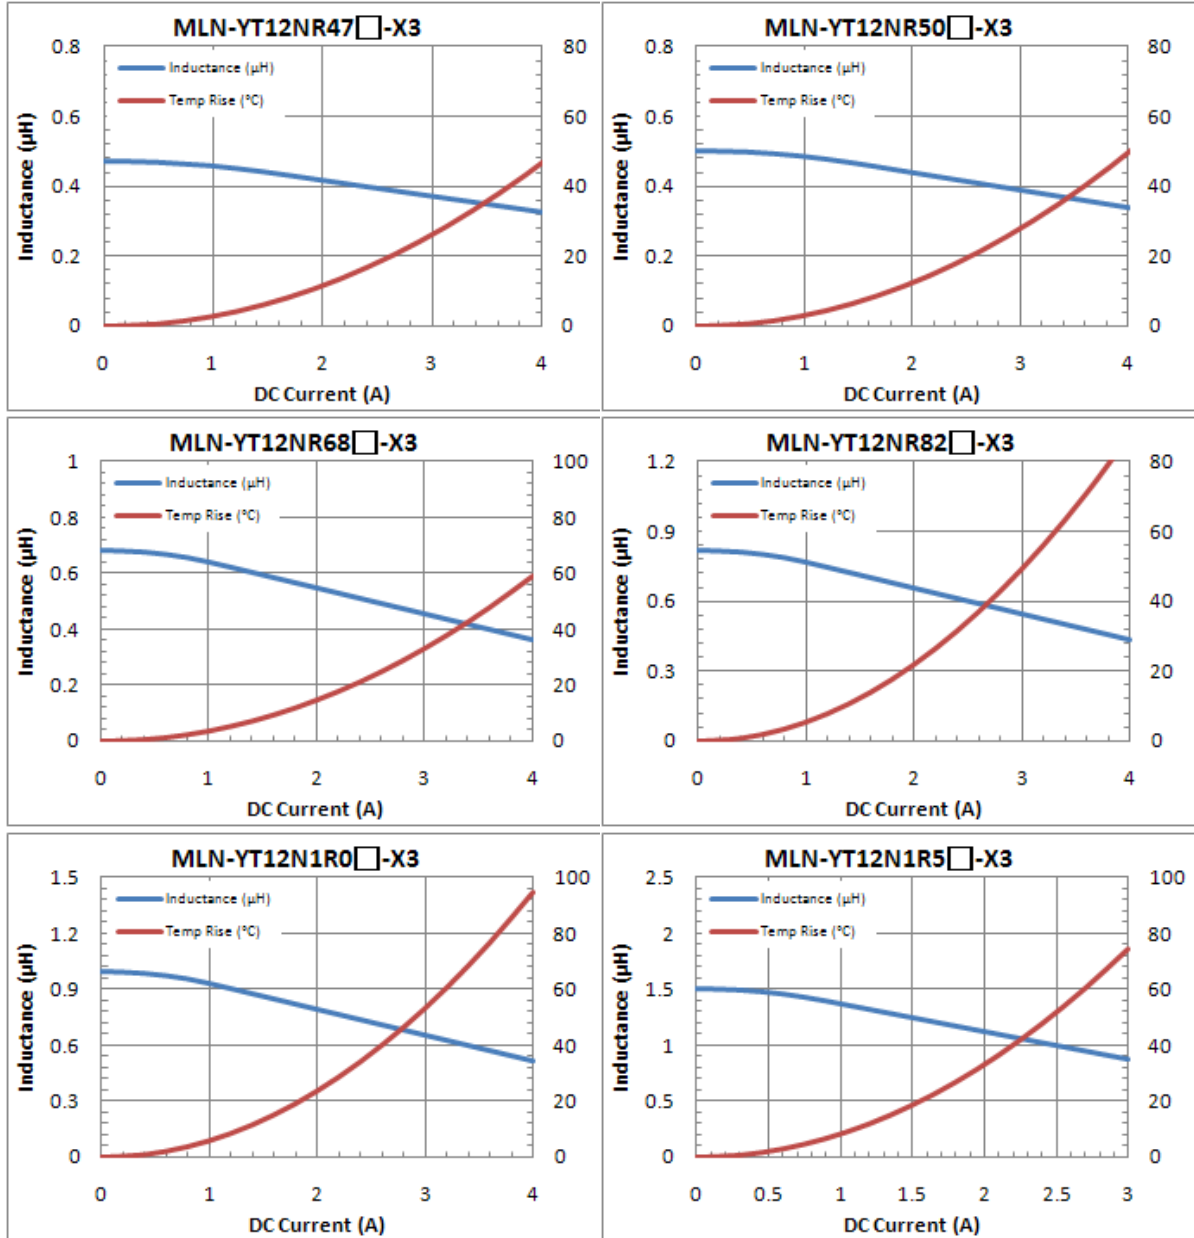 MLN-YT12NR47□-X3
Inductance (µH)
Temp Rise (°C)
0.8
0.6
0.4
0.2
0
80
60
40
20
0
Inductance (µH)
0 1 2 3 4
DC Current (A)
MLN-YT12NR50□-X3
Inductance (µH)
Temp Rise (°C)
0.8
0.6
0.4
0.2
0
80
60
40
20
0
Inductance (µH)
0 1 2 3 4
DC Current (A)
MLN-YT12NR68□-X3
Inductance (µH)
Temp Rise (°C)
1
0.8
0.6
0.4
0.2
0
100
80
60
40
20
0
Inductance (µH)
0 1 2 3 4
DC Current (A)
MLN-YT12NR82□-X3
Inductance (µH)
Temp Rise (°C)
1.2
0.9
0.6
0.3
0
80
60
40
20
0
Inductance (µH)
0 1 2 3 4
DC Current (A)
MLN-YT12N1R0□-X3
Inductance (µH)
Temp Rise (°C)
1.5
1.2
0.9
0.6
0.3
0
100
80
60
40
20
0
Inductance (µH)
0 1 2 3 4
DC Current (A)
MLN-YT12N1R5□-X3
Inductance (µH)
Temp Rise (°C)
2.5
2
1.5
1
0.5
0
100
80
60
40
20
0
Inductance (µH)
0 0.5 1 1.5 2 2.5 3
DC Current (A)